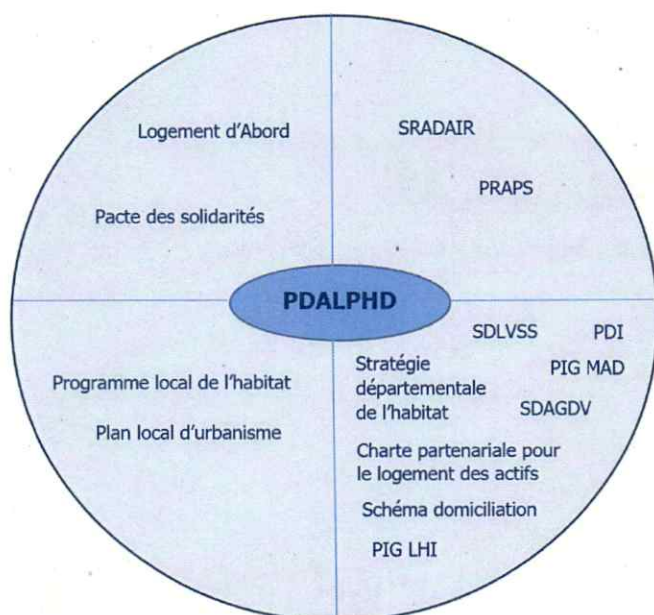 Logement d'Abord
Pacte des solidarités
SRADAIR
PRAPS
PDALPHD
Programme local de l'habitat
Plan local d'urbanisme
SDLVSS
PDI
Stratégie
départementale
de l'habitat
PIG MAD
SDAGDV
Charte partenariale pour
le logement des actifs
Schéma domiciliation
PIG LHI